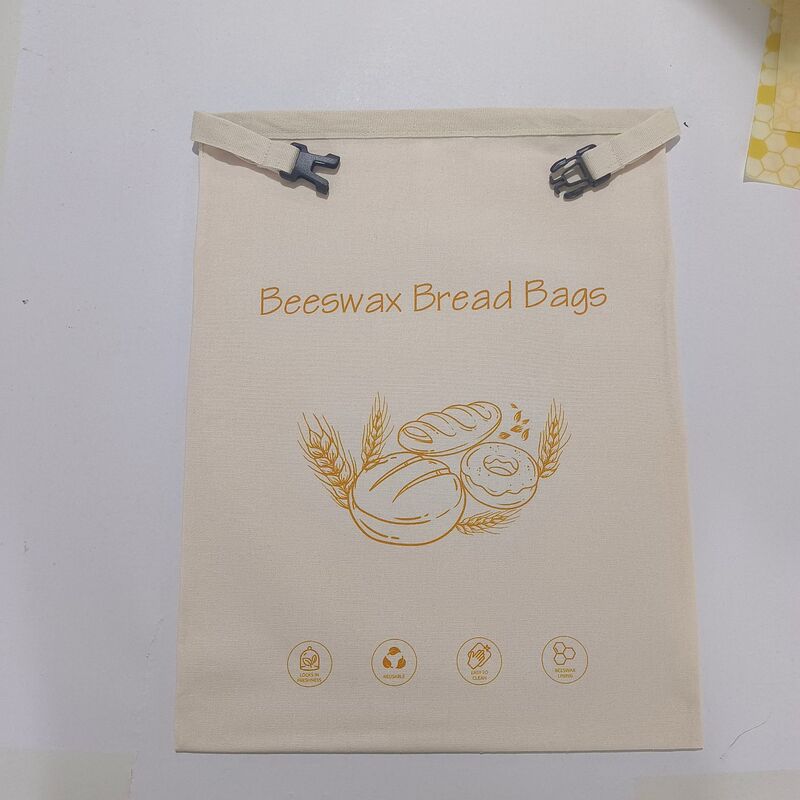 Beeswax Bread Bags
LOCKS IN
FRESHNESS
REUSABLE
EASY TO
CLEAN
BEESWAX
LINING